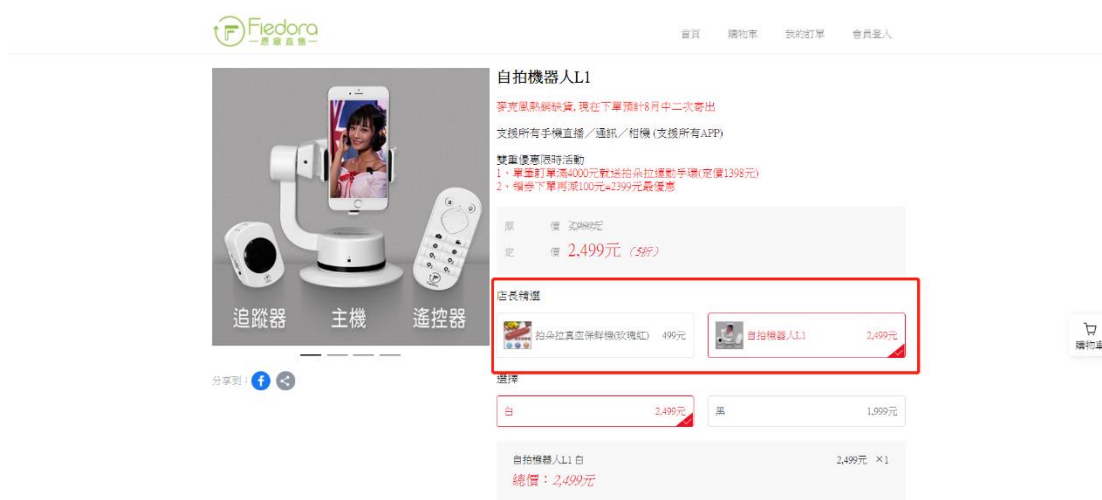 Fiedora
原廠直售
首頁 購物車 我的訂單 會員登入
自拍機器人L1
麥克風熱銷缺貨, 現在下單預計8月中二次寄出
支援所有手機直播／通訊／相機 (支援所有APP)
雙重優惠限時活動
1、單筆訂單滿4000元就送拍朵拉運動手環(定價1398元)
2、領券下單再減100元=2399元最優惠
原 價
定 價 2,499元 (5折)
店長精選
拍朵拉真空保鮮機(玫瑰紅) 499元
自拍機器人L1 2,499元
追蹤器 主機 遙控器
購物車
分享到：
選擇
白 2,499元
黑 1,999元
自拍機器人L1 白 2,499元 ×1
總價：2,499元